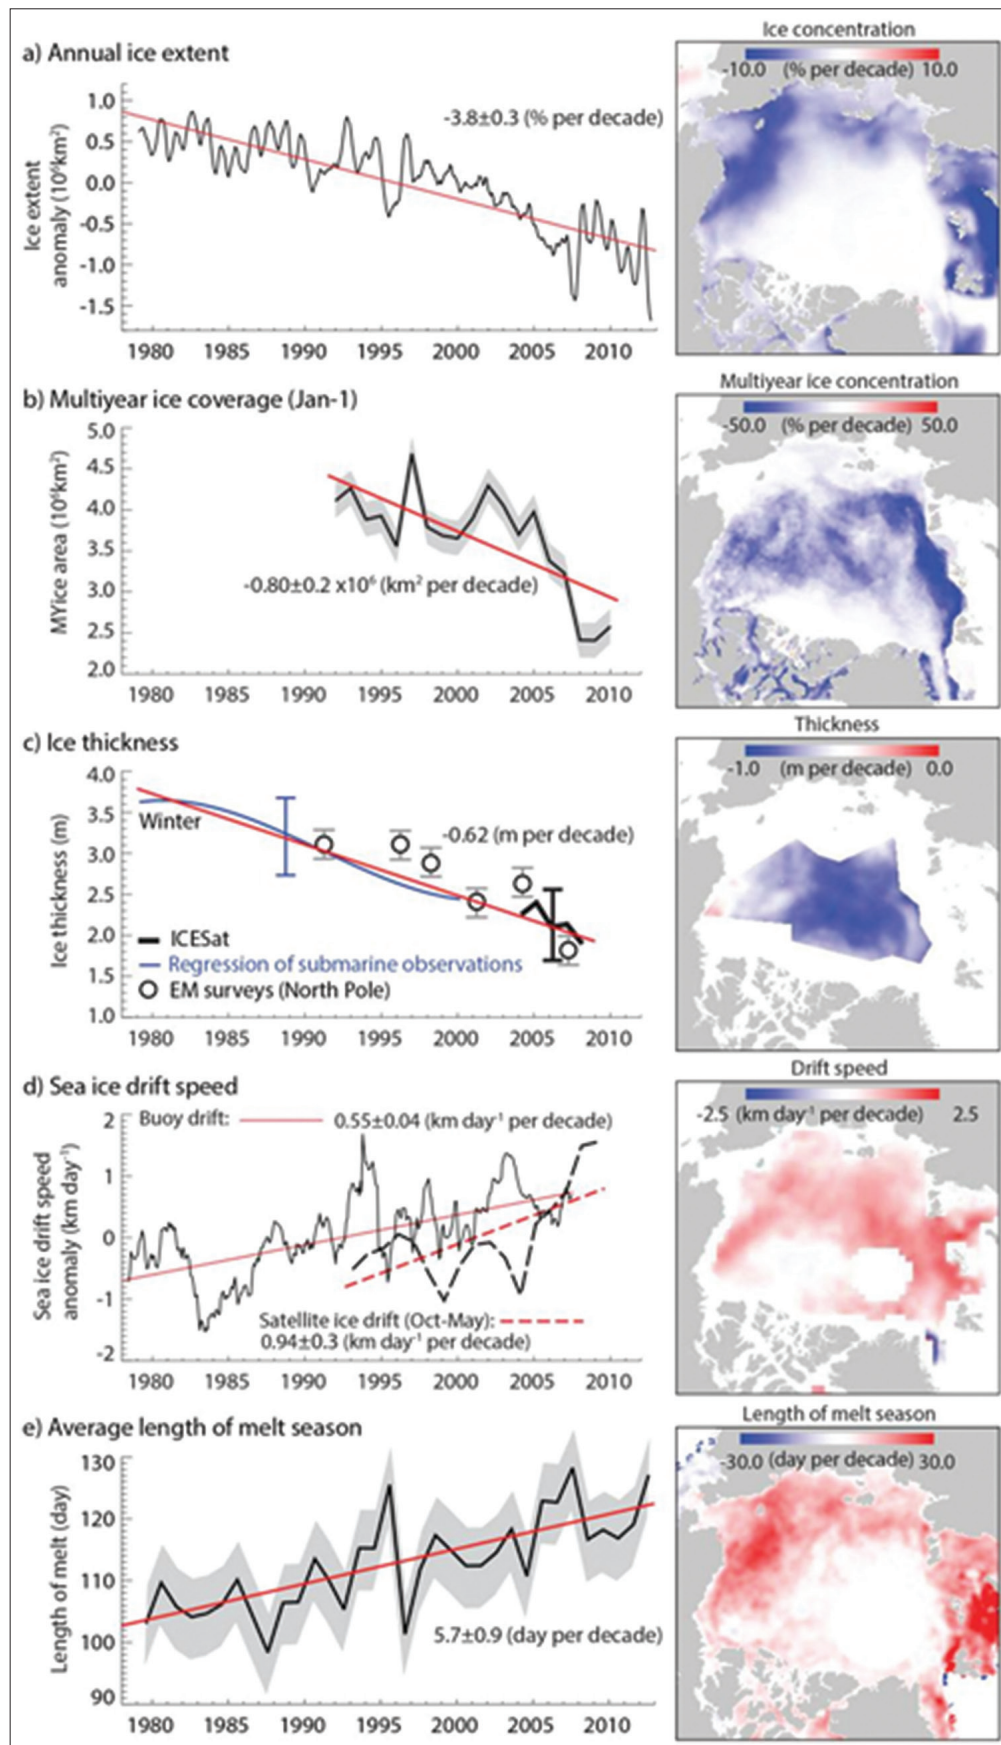 a) Annual ice extent
Ice concentration
-10.0 (% per decade) 10.0
-3.8±0.3 (% per decade)
Ice extent
anomaly (10⁶km²)
1.0
0.5
0.0
-0.5
-1.0
-1.5
1980 1985 1990 1995 2000 2005 2010
b) Multiyear ice coverage (Jan-1)
Multiyear ice concentration
-50.0 (% per decade) 50.0
MYice area (10⁶km²)
5.0
4.5
4.0
3.5
3.0
2.5
2.0
-0.80±0.2 x10⁶ (km² per decade)
1980 1985 1990 1995 2000 2005 2010
c) Ice thickness
Thickness
-1.0 (m per decade) 0.0
Ice thickness (m)
4.0
3.5
3.0
2.5
2.0
1.5
1.0
Winter
-0.62 (m per decade)
ICESat
Regression of submarine observations
EM surveys (North Pole)
1980 1985 1990 1995 2000 2005 2010
d) Sea ice drift speed
Drift speed
-2.5 (km day⁻¹ per decade) 2.5
Sea ice drift speed
anomaly (km day⁻¹)
2
1
0
-1
-2
Buoy drift: 0.55±0.04 (km day⁻¹ per decade)
Satellite ice drift (Oct-May):
0.94±0.3 (km day⁻¹ per decade)
1980 1985 1990 1995 2000 2005 2010
e) Average length of melt season
Length of melt season
-30.0 (day per decade) 30.0
Length of melt (day)
130
120
110
100
90
5.7±0.9 (day per decade)
1980 1985 1990 1995 2000 2005 2010